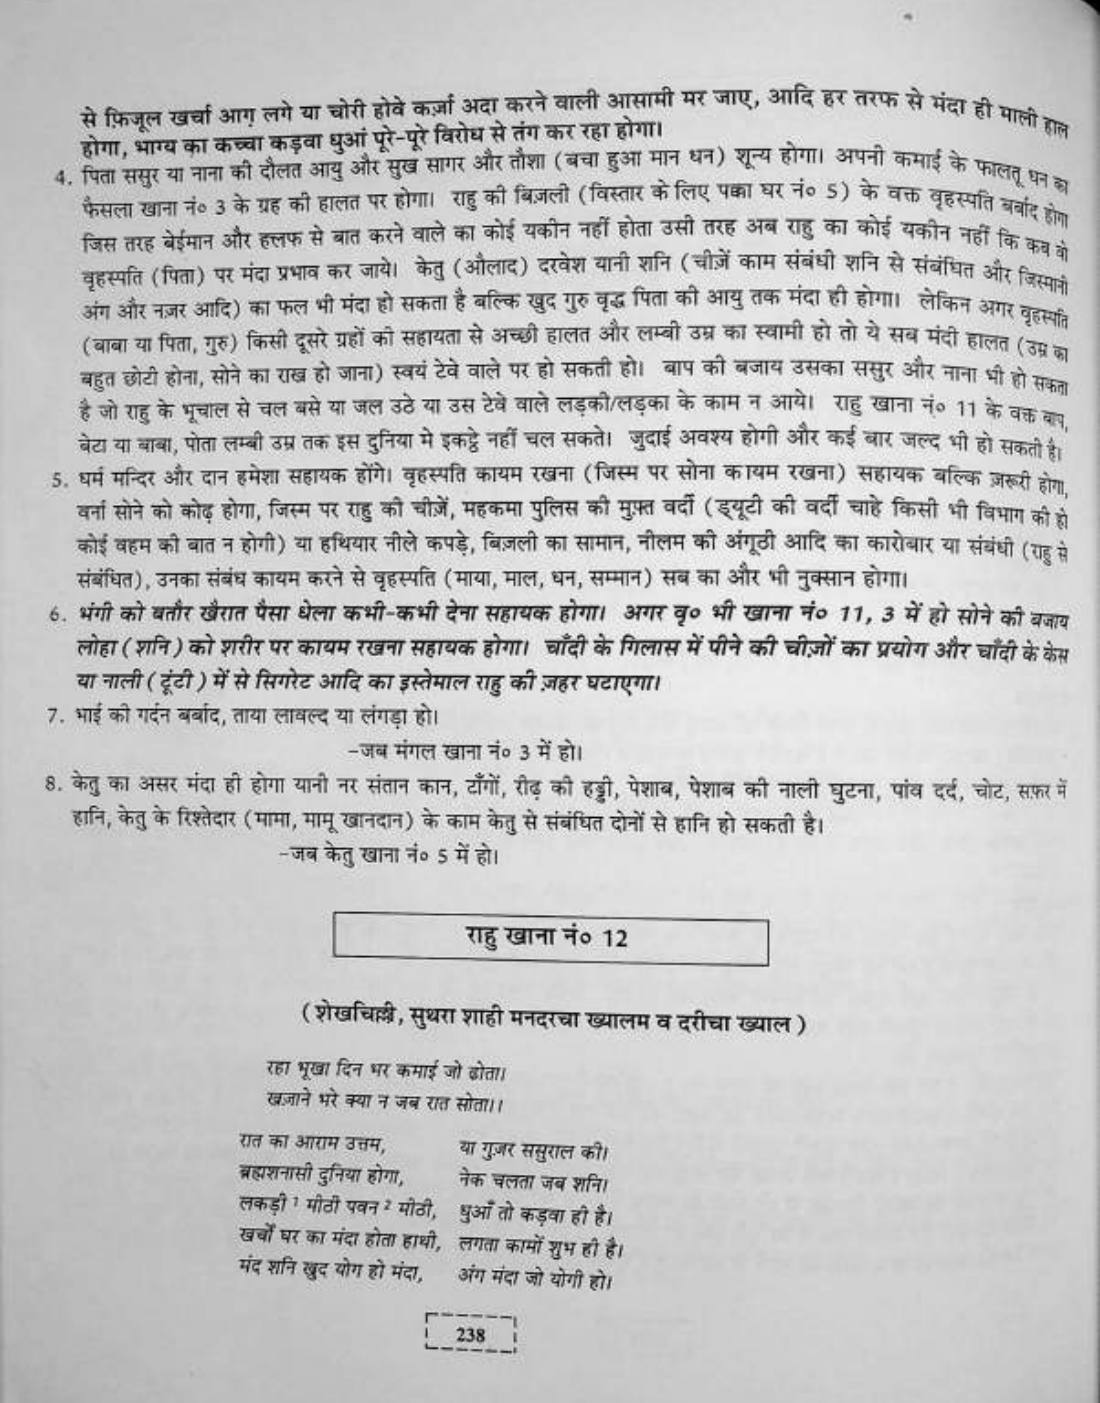 से फ़िजूल खर्चा आग़ लगे या चोरी होवे कर्ज़ा अदा करने वाली आसामी मर जाए, आदि हर तरफ से मंदा ही माली हाल
होगा, भाग्य का कच्चा कड़वा धुआं पूरे-पूरे विरोध से तंग कर रहा होगा।
4. पिता ससुर या नाना की दौलत आयु और सुख सागर और तौशा (बचा हुआ मान धन) शून्य होगा। अपनी कमाई के फालतू धन का
फैसला खाना नं० 3 के ग्रह की हालत पर होगा। राहु की बिज़ली (विस्तार के लिए पक्का घर नं० 5) के वक्त वृहस्पति बर्बाद होगा
जिस तरह बेईमान और हल्फ से बात करने वाले का कोई यकीन नहीं होता उसी तरह अब राहु का कोई यकीन नहीं कि कब वो
वृहस्पति (पिता) पर मंदा प्रभाव कर जाये। केतु (औलाद) दरवेश यानी शनि (चीज़ें काम संबंधी शनि से संबंधित और जिस्मानी
अंग और नज़र आदि) का फल भी मंदा हो सकता है बल्कि खुद गुरु वृद्ध पिता की आयु तक मंदा ही होगा। लेकिन अगर वृहस्पति
(बाबा या पिता, गुरु) किसी दूसरे ग्रहों की सहायता से अच्छी हालत और लम्बी उम्र का स्वामी हो तो ये सब मंदी हालत (उम्र का
बहुत छोटी होना, सोने का राख हो जाना) स्वयं टेवे वाले पर हो सकती हो। बाप की बजाय उसका ससुर और नाना भी हो सकता
है जो राहु के भूचाल से चल बसे या जल उठे या उस टेवे वाले लड़की/लड़का के काम न आये। राहु खाना नं० 11 के वक्त बाप,
बेटा या बाबा, पोता लम्बी उम्र तक इस दुनिया मे इकट्ठे नहीं चल सकते। जुदाई अवश्य होगी और कई बार जल्द भी हो सकती है।
5. धर्म मन्दिर और दान हमेशा सहायक होंगे। वृहस्पति कायम रखना (जिस्म पर सोना कायम रखना) सहायक बल्कि ज़रूरी होगा,
वर्ना सोने को कोढ़ होगा, जिस्म पर राहु की चीज़ें, महकमा पुलिस की मुफ़्त वर्दी (ड्यूटी की वर्दी चाहे किसी भी विभाग की हो
कोई वहम की बात न होगी) या हथियार नीले कपड़े, बिज़ली का सामान, नीलम की अंगूठी आदि का कारोबार या संबंधी (राहु से
संबंधित), उनका संबंध कायम करने से वृहस्पति (माया, माल, धन, सम्मान) सब का और भी नुक्सान होगा।
6. भंगी को बतौर खैरात पैसा धेला कभी-कभी देना सहायक होगा। अगर वृ० भी खाना नं० 11, 3 में हो सोने की बजाय
लोहा (शनि) को शरीर पर कायम रखना सहायक होगा। चाँदी के गिलास में पीने की चीज़ों का प्रयोग और चाँदी के केस
या नाली (टूंटी) में से सिगरेट आदि का इस्तेमाल राहु की ज़हर घटाएगा।
7. भाई की गर्दन बर्बाद, ताया लावल्द या लंगड़ा हो।
-जब मंगल खाना नं० 3 में हो।
8. केतु का असर मंदा ही होगा यानी नर संतान कान, टाँगों, रीढ़ की हड्डी, पेशाब, पेशाब की नाली घुटना, पांव दर्द, चोट, सफ़र में
हानि, केतु के रिश्तेदार (मामा, मामू खानदान) के काम केतु से संबंधित दोनों से हानि हो सकती है।
-जब केतु खाना नं० 5 में हो।
राहु खाना नं० 12
(शेखचिल्ली, सुथरा शाही मनदरचा ख्यालम व दरीचा ख्याल)
रहा भूखा दिन भर कमाई जो ढोता।
खज़ाने भरे क्या न जब रात सोता।।
रात का आराम उत्तम, या गुज़र ससुराल की।
ब्रह्मशनासी दुनिया होगा, नेक चलता जब शनि।
लकड़ी ¹ मीठी पवन ² मीठी, धुआँ तो कड़वा ही है।
खर्चों घर का मंदा होता हाथी, लगता कामों शुभ ही है।
मंद शनि खुद योग हो मंदा, अंग मंदा जो योगी हो।
238